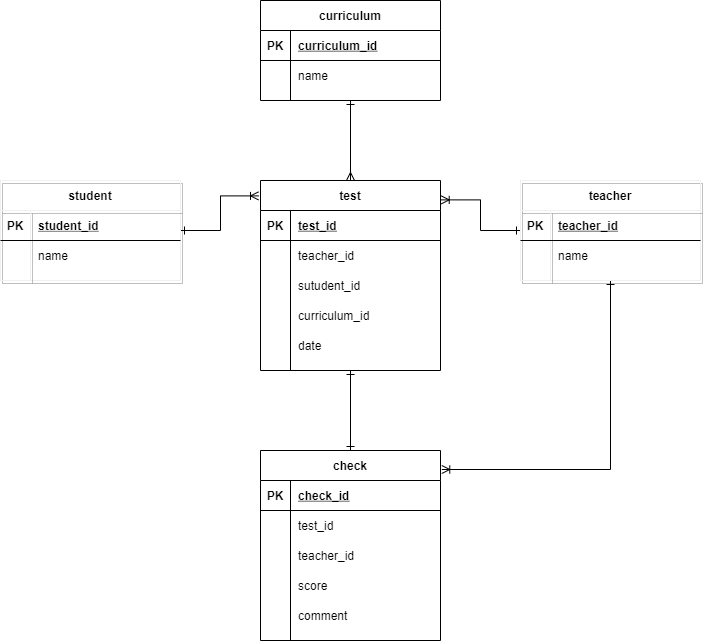 curriculum
PK curriculum_id
name
student
PK student_id
name
test
PK test_id
teacher_id
sutudent_id
curriculum_id
date
teacher
PK teacher_id
name
check
PK check_id
test_id
teacher_id
score
comment